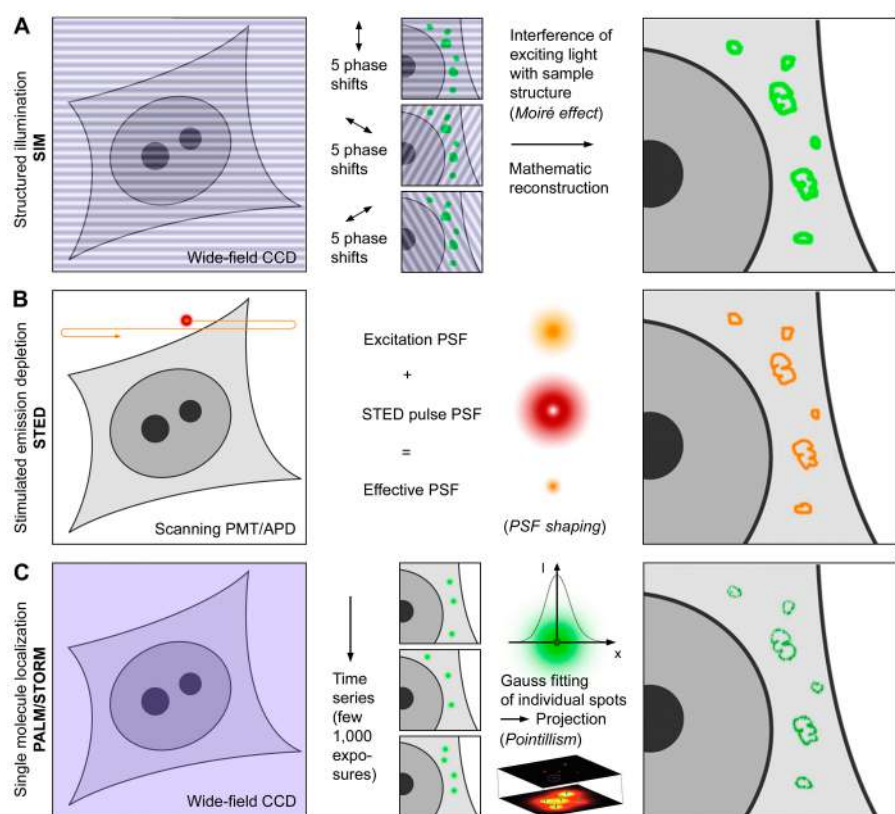 A
Structured illumination
SIM
Wide-field CCD
5 phase
shifts
5 phase
shifts
5 phase
shifts
Interference of
exciting light
with sample
structure
(Moiré effect)
Mathematic
reconstruction
B
Stimulated emission depletion
STED
Scanning PMT/APD
Excitation PSF
+
STED pulse PSF
=
Effective PSF
(PSF shaping)
C
Single molecule localization
PALM/STORM
Wide-field CCD
Time
series
(few
1,000
expo-
sures)
I
x
Gauss fitting
of individual spots
Projection
(Pointillism)